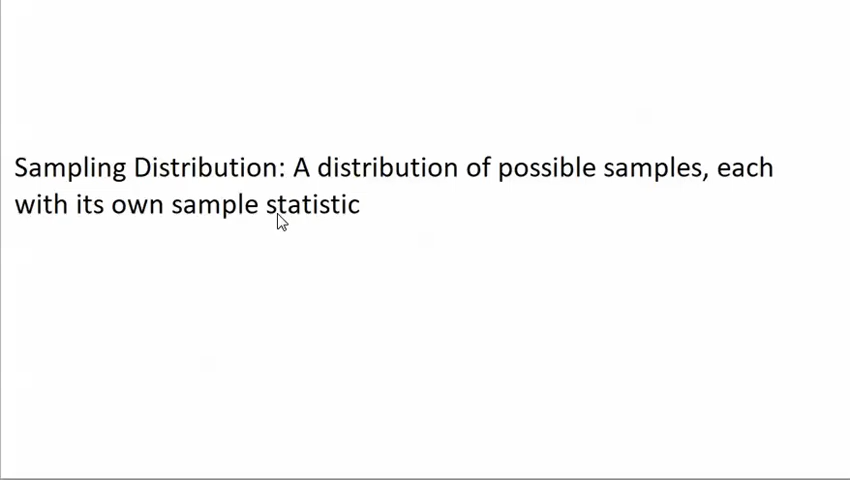 Sampling Distribution: A distribution of possible samples, each
with its own sample statistic